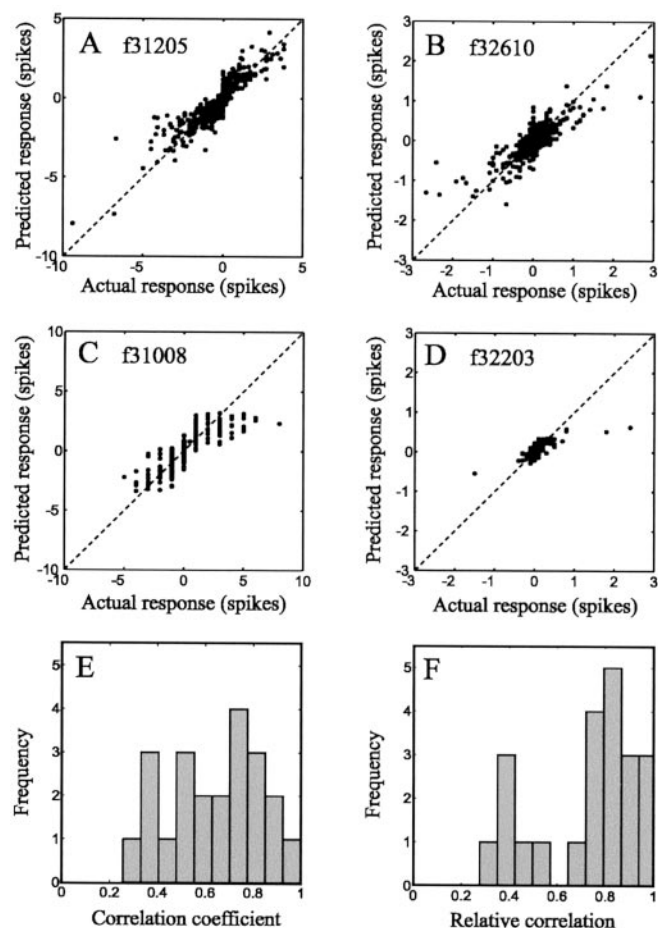 A f31205
5
0
-5
-10
-10 -5 0 5
Predicted response (spikes)
Actual response (spikes)
B f32610
3
2
1
0
-1
-2
-3
-3 -2 -1 0 1 2 3
Predicted response (spikes)
Actual response (spikes)
C f31008
10
5
0
-5
-10
-10 -5 0 5 10
Predicted response (spikes)
Actual response (spikes)
D f32203
3
2
1
0
-1
-2
-3
-3 -2 -1 0 1 2 3
Predicted response (spikes)
Actual response (spikes)
E
5
4
3
2
1
0
0 0.2 0.4 0.6 0.8 1
Frequency
Correlation coefficient
F
5
4
3
2
1
0
0 0.2 0.4 0.6 0.8 1
Frequency
Relative correlation